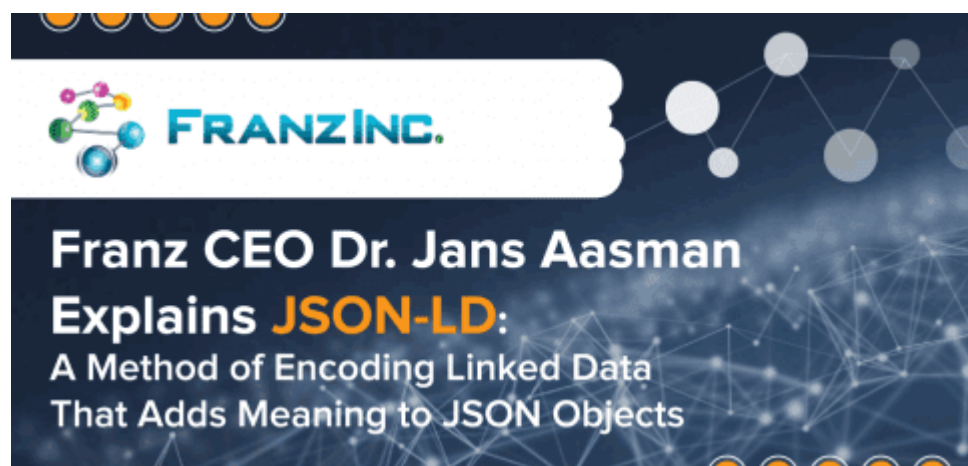 FRANZINC.
Franz CEO Dr. Jans Aasman
Explains JSON-LD:
A Method of Encoding Linked Data
That Adds Meaning to JSON Objects